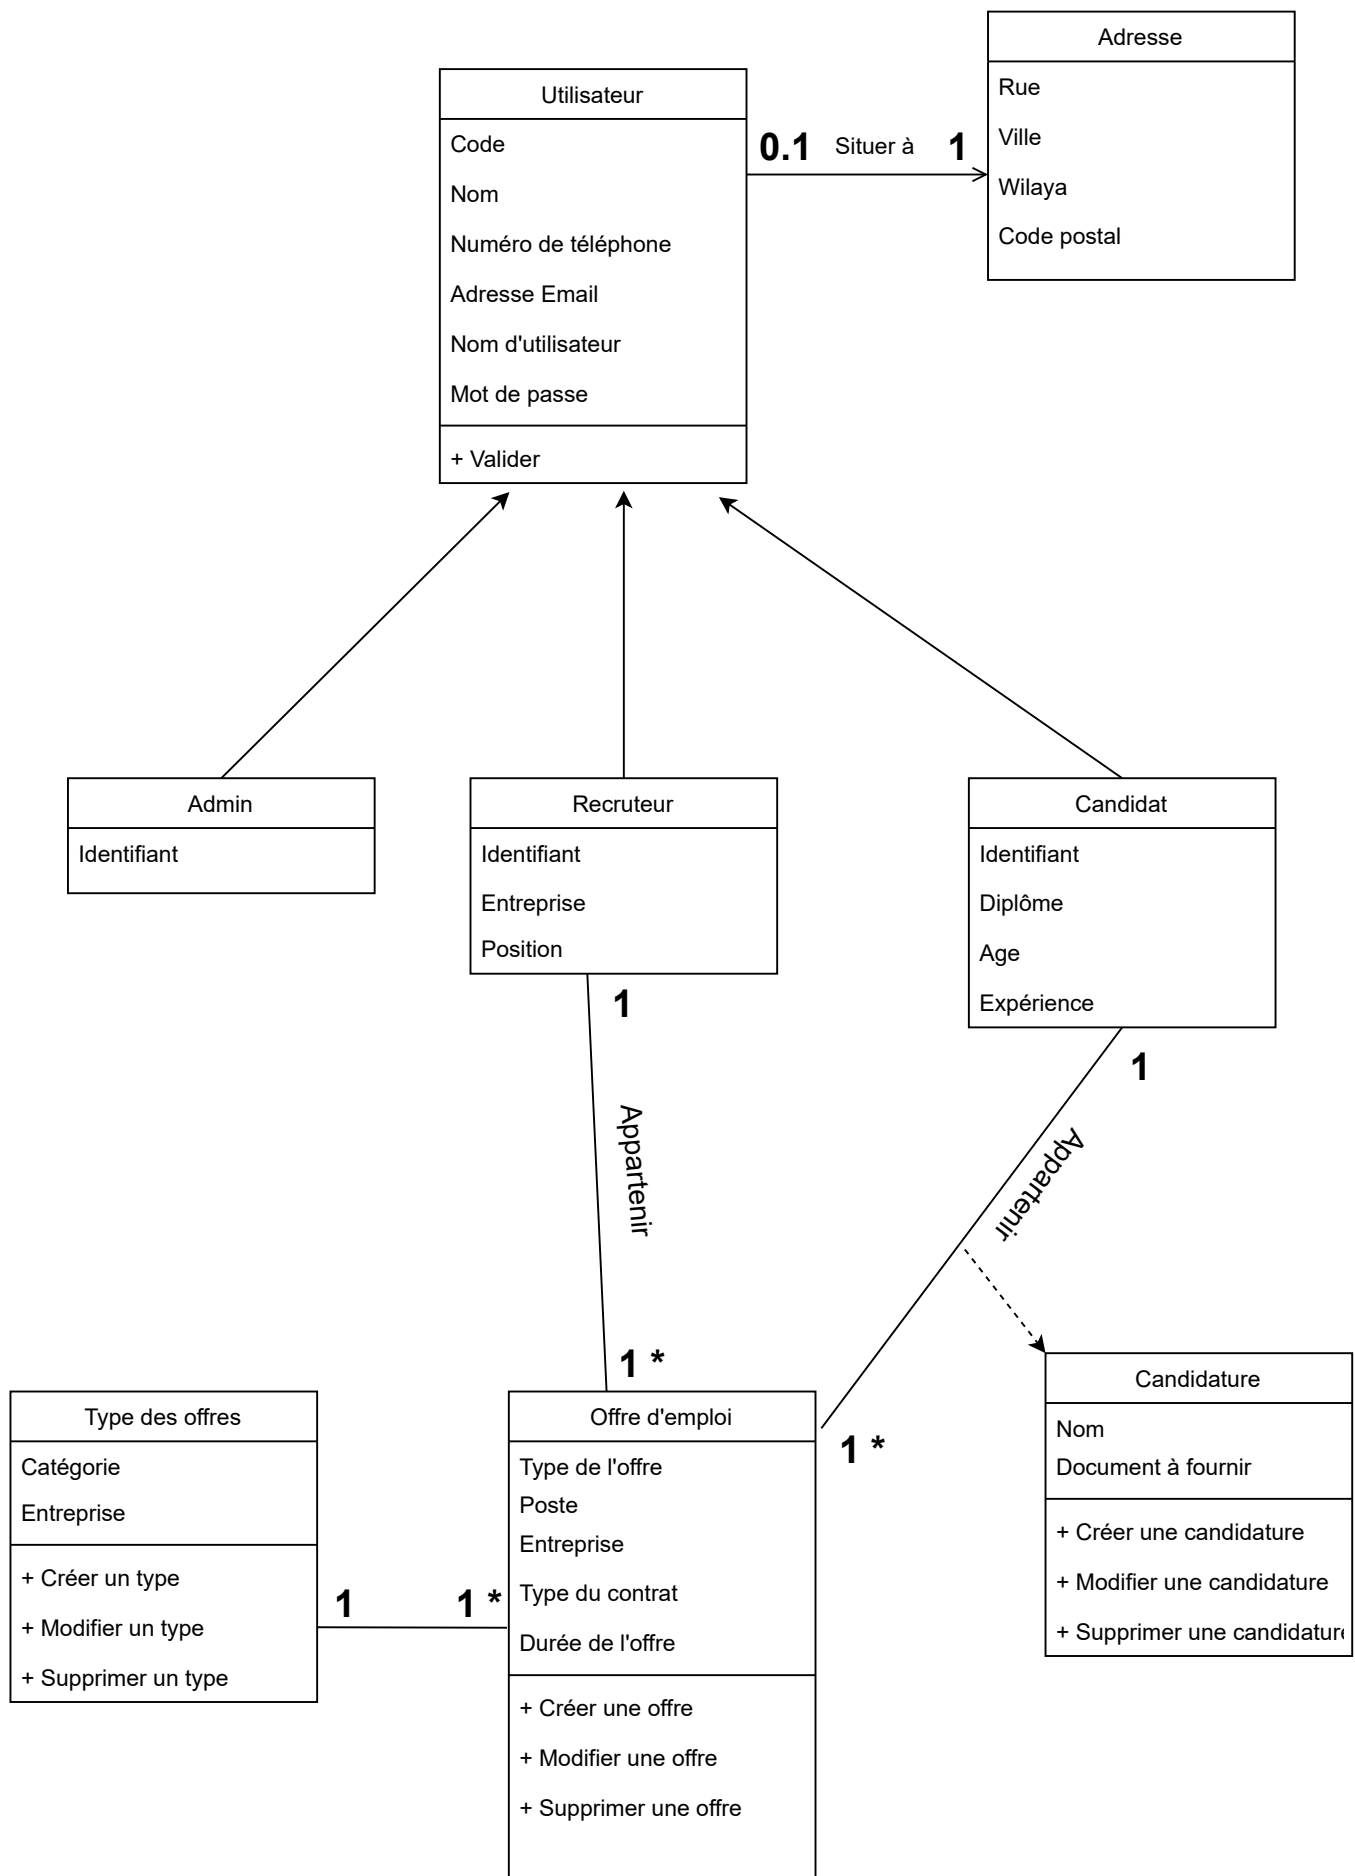 Adresse
Rue
Ville
Wilaya
Code postal
Utilisateur
Code
Nom
Numéro de téléphone
Adresse Email
Nom d'utilisateur
Mot de passe
+ Valider
0.1 Situer à 1
Admin
Identifiant
Recruteur
Identifiant
Entreprise
Position
Candidat
Identifiant
Diplôme
Age
Expérience
1
Appartenir
1 *
1
Appartenir
1 *
Type des offres
Catégorie
Entreprise
+ Créer un type
+ Modifier un type
+ Supprimer un type
1
1 *
Offre d'emploi
Type de l'offre
Poste
Entreprise
Type du contrat
Durée de l'offre
+ Créer une offre
+ Modifier une offre
+ Supprimer une offre
Candidature
Nom
Document à fournir
+ Créer une candidature
+ Modifier une candidature
+ Supprimer une candidature